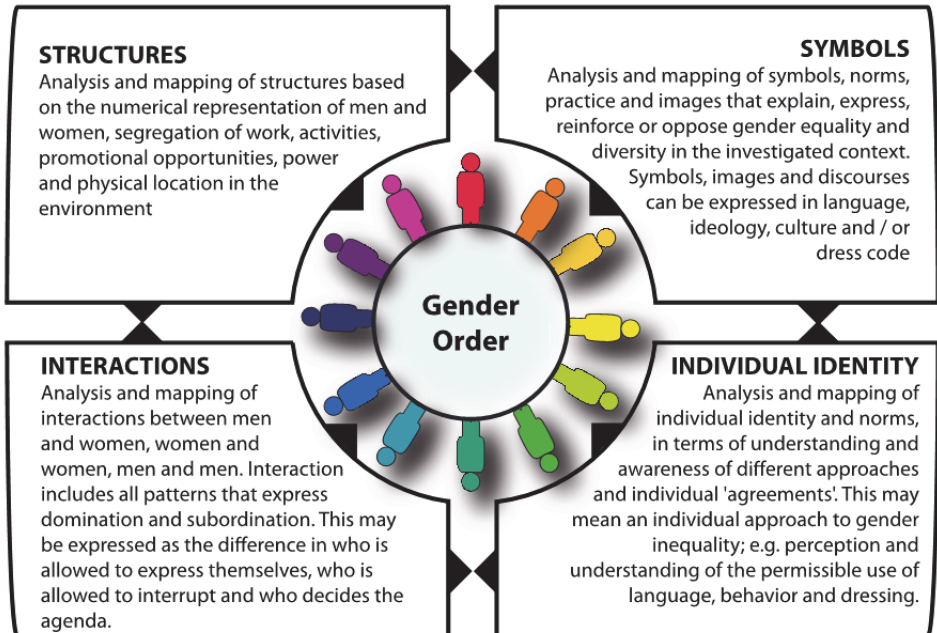 STRUCTURES
Analysis and mapping of structures based
on the numerical representation of men and
women, segregation of work, activities,
promotional opportunities, power
and physical location in the
environment
SYMBOLS
Analysis and mapping of symbols, norms,
practice and images that explain, express,
reinforce or oppose gender equality and
diversity in the investigated context.
Symbols, images and discourses
can be expressed in language,
ideology, culture and / or
dress code
Gender
Order
INTERACTIONS
Analysis and mapping of
interactions between men
and women, women and
women, men and men. Interaction
includes all patterns that express
domination and subordination. This may
be expressed as the difference in who is
allowed to express themselves, who is
allowed to interrupt and who decides the
agenda.
INDIVIDUAL IDENTITY
Analysis and mapping of
individual identity and norms,
in terms of understanding and
awareness of different approaches
and individual 'agreements'. This may
mean an individual approach to gender
inequality; e.g. perception and
understanding of the permissible use of
language, behavior and dressing.